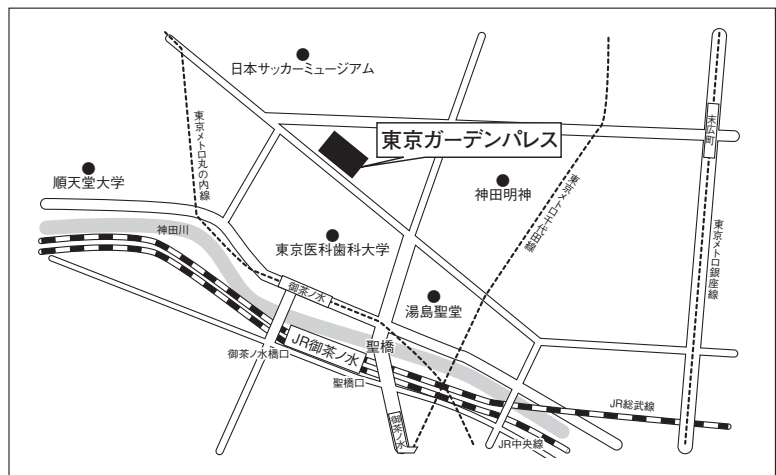 日本サッカーミュージアム
東京メトロ丸の内線
東京ガーデンパレス
末広町
順天堂大学
神田明神
東京メトロ千代田線
神田川
東京医科歯科大学
東京メトロ銀座線
御茶ノ水
湯島聖堂
JR御茶ノ水
聖橋
御茶ノ水橋口
聖橋口
JR総武線
御茶ノ水
JR中央線